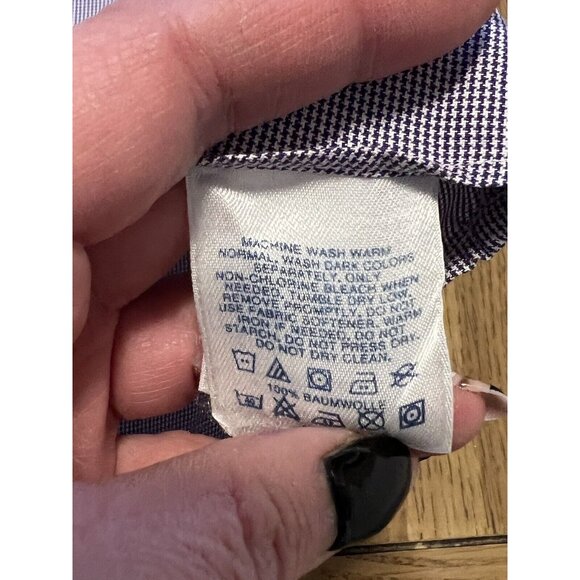 MACHINE WASH WARM
NORMAL, WASH DARK COLORS
SEPARATELY, ONLY
NON-CHLORINE BLEACH WHEN
NEEDED, TUMBLE DRY LOW,
REMOVE PROMPTLY, DO NOT
USE FABRIC SOFTENER, WARM
IRON IF NEEDED, DO NOT
STARCH, DO NOT PRESS DRY,
DO NOT DRY CLEAN.
100% BAUMWOLLE